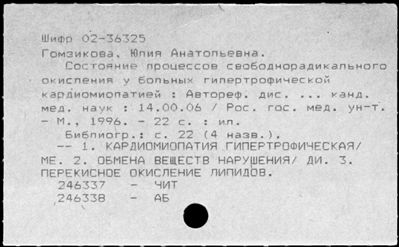 Шифр 02-36325
Гомзикова, Юлия Анатольевна.
Состояние процессов свободнорадикального
окисления у больных гипертрофической
кардиомиопатией : Автореф. дис. ... канд.
мед. наук : 14.00.06 / Рос. гос. мед. ун-т.
- М., 1996. - 22 с. : ил.
Библиогр.: с. 22 (4 назв.).
-- 1. КАРДИОМИОПАТИЯ ГИПЕРТРОФИЧЕСКАЯ/
МЕ. 2. ОБМЕНА ВЕЩЕСТВ НАРУШЕНИЯ/ ДИ. 3.
ПЕРЕКИСНОЕ ОКИСЛЕНИЕ ЛИПИДОВ.
246337 - ЧИТ
246338 - АБ